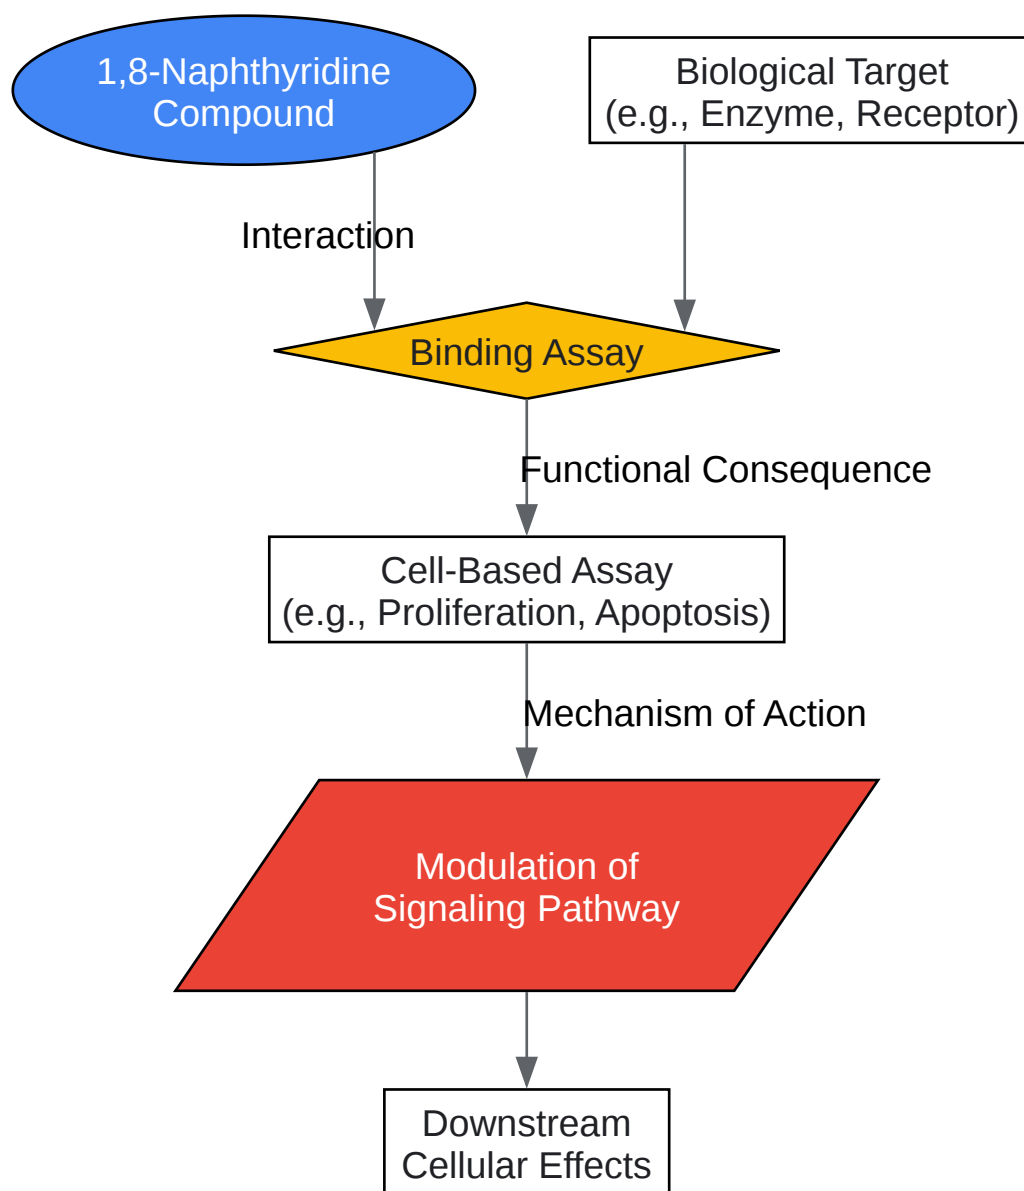 1,8-Naphthyridine
Compound
Biological Target
(e.g., Enzyme, Receptor)
Interaction
Binding Assay
Functional Consequence
Cell-Based Assay
(e.g., Proliferation, Apoptosis)
Mechanism of Action
Modulation of
Signaling Pathway
Downstream
Cellular Effects